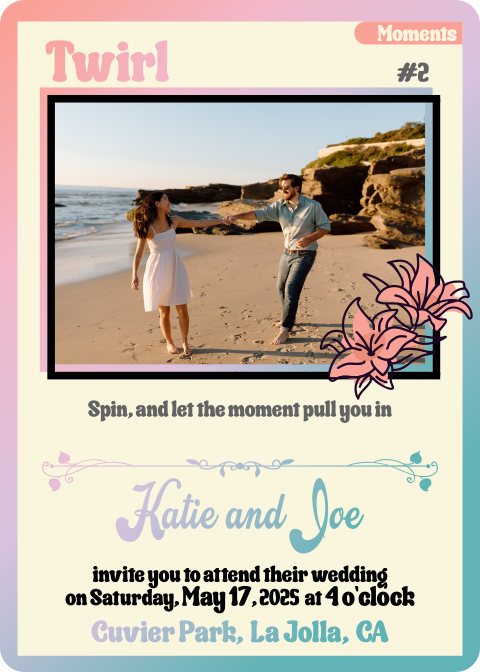 Moments
Twirl
#2
Spin, and let the moment pull you in
Katie and Joe
invite you to attend their wedding
on Saturday, May 17, 2025 at 4 o'clock
Cuvier Park, La Jolla, CA